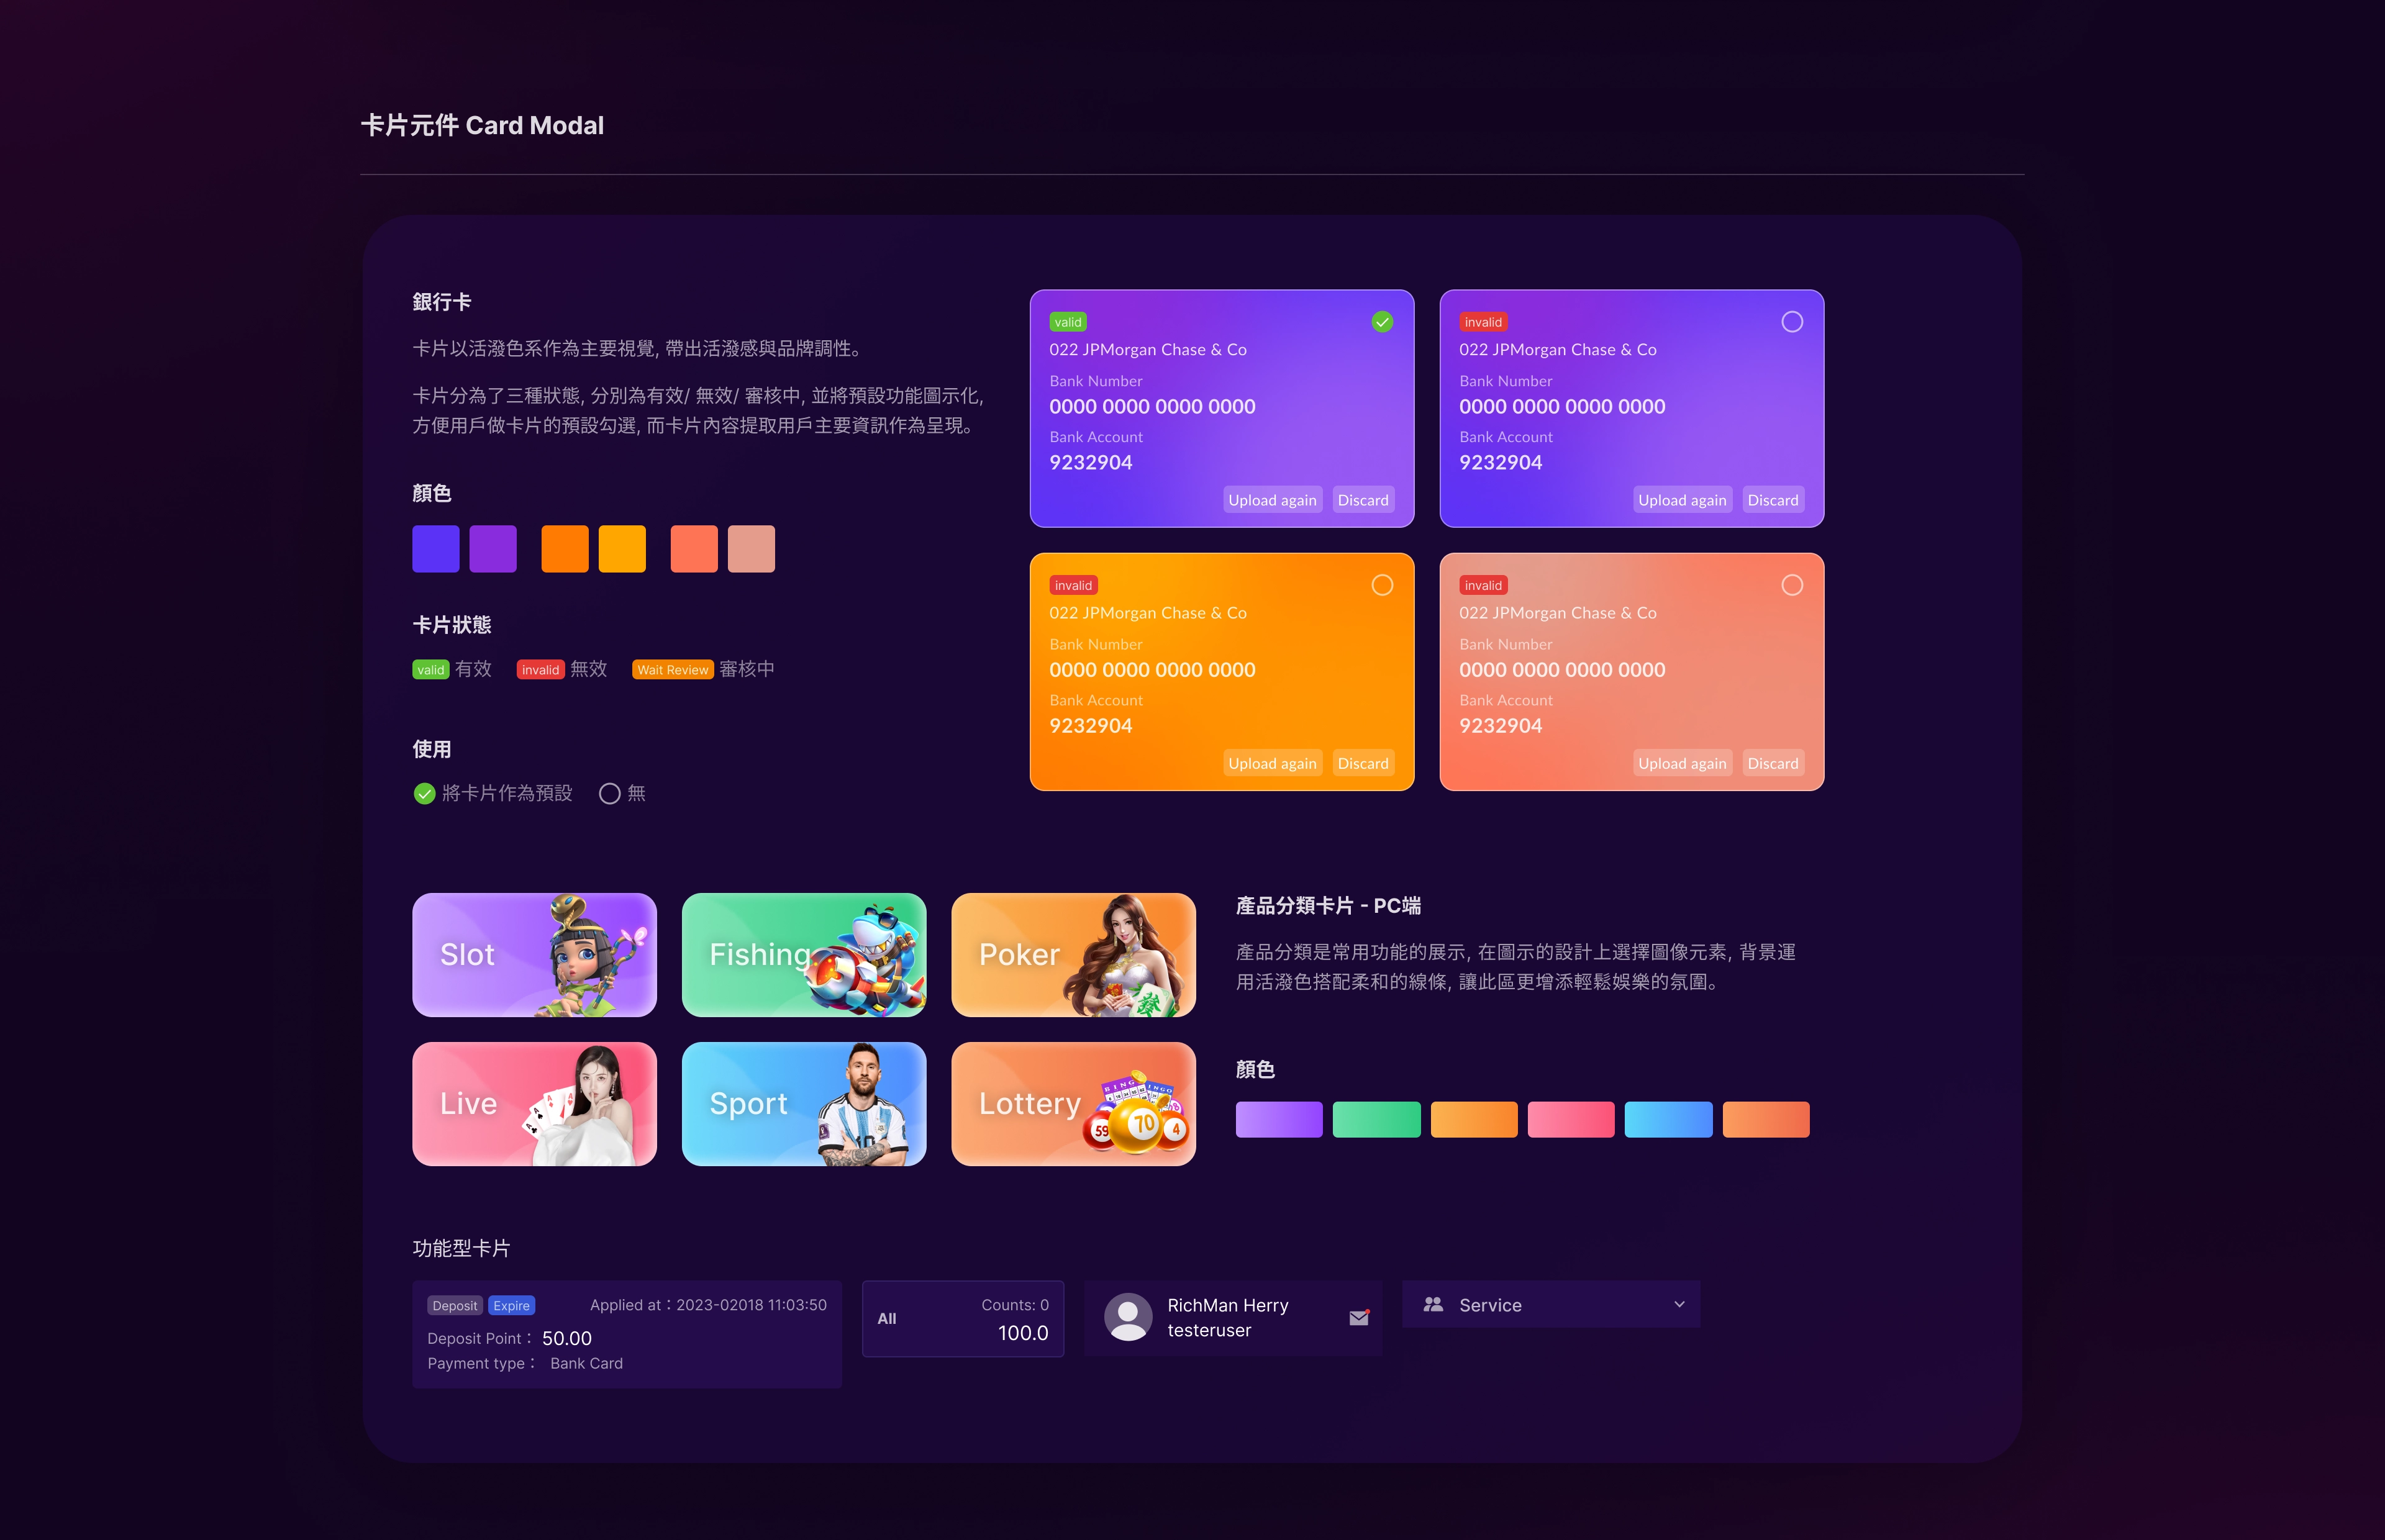 卡片元件 Card Modal
銀行卡
卡片以活潑色系作為主要視覺, 帶出活潑感與品牌調性。
卡片分為了三種狀態, 分別為有效/ 無效/ 審核中, 並將預設功能圖示化,
方便用戶做卡片的預設勾選, 而卡片內容提取用戶主要資訊作為呈現。
顏色
卡片狀態
valid 有效 invalid 無效 Wait Review 審核中
使用
將卡片作為預設 無
valid
022 JPMorgan Chase & Co
Bank Number
0000 0000 0000 0000
Bank Account
9232904
Upload again Discard
invalid
022 JPMorgan Chase & Co
Bank Number
0000 0000 0000 0000
Bank Account
9232904
Upload again Discard
invalid
022 JPMorgan Chase & Co
Bank Number
0000 0000 0000 0000
Bank Account
9232904
Upload again Discard
invalid
022 JPMorgan Chase & Co
Bank Number
0000 0000 0000 0000
Bank Account
9232904
Upload again Discard
Slot
Fishing
Poker
發
Live
A A A A
Sport
10
Lottery
BINGO
INGO
59
70
4
產品分類卡片 - PC端
產品分類是常用功能的展示, 在圖示的設計上選擇圖像元素, 背景運
用活潑色搭配柔和的線條, 讓此區更增添輕鬆娛樂的氛圍。
顏色
功能型卡片
Deposit Expire Applied at：2023-02018 11:03:50
Deposit Point： 50.00
Payment type： Bank Card
All
Counts: 0
100.0
RichMan Herry
testeruser
Service